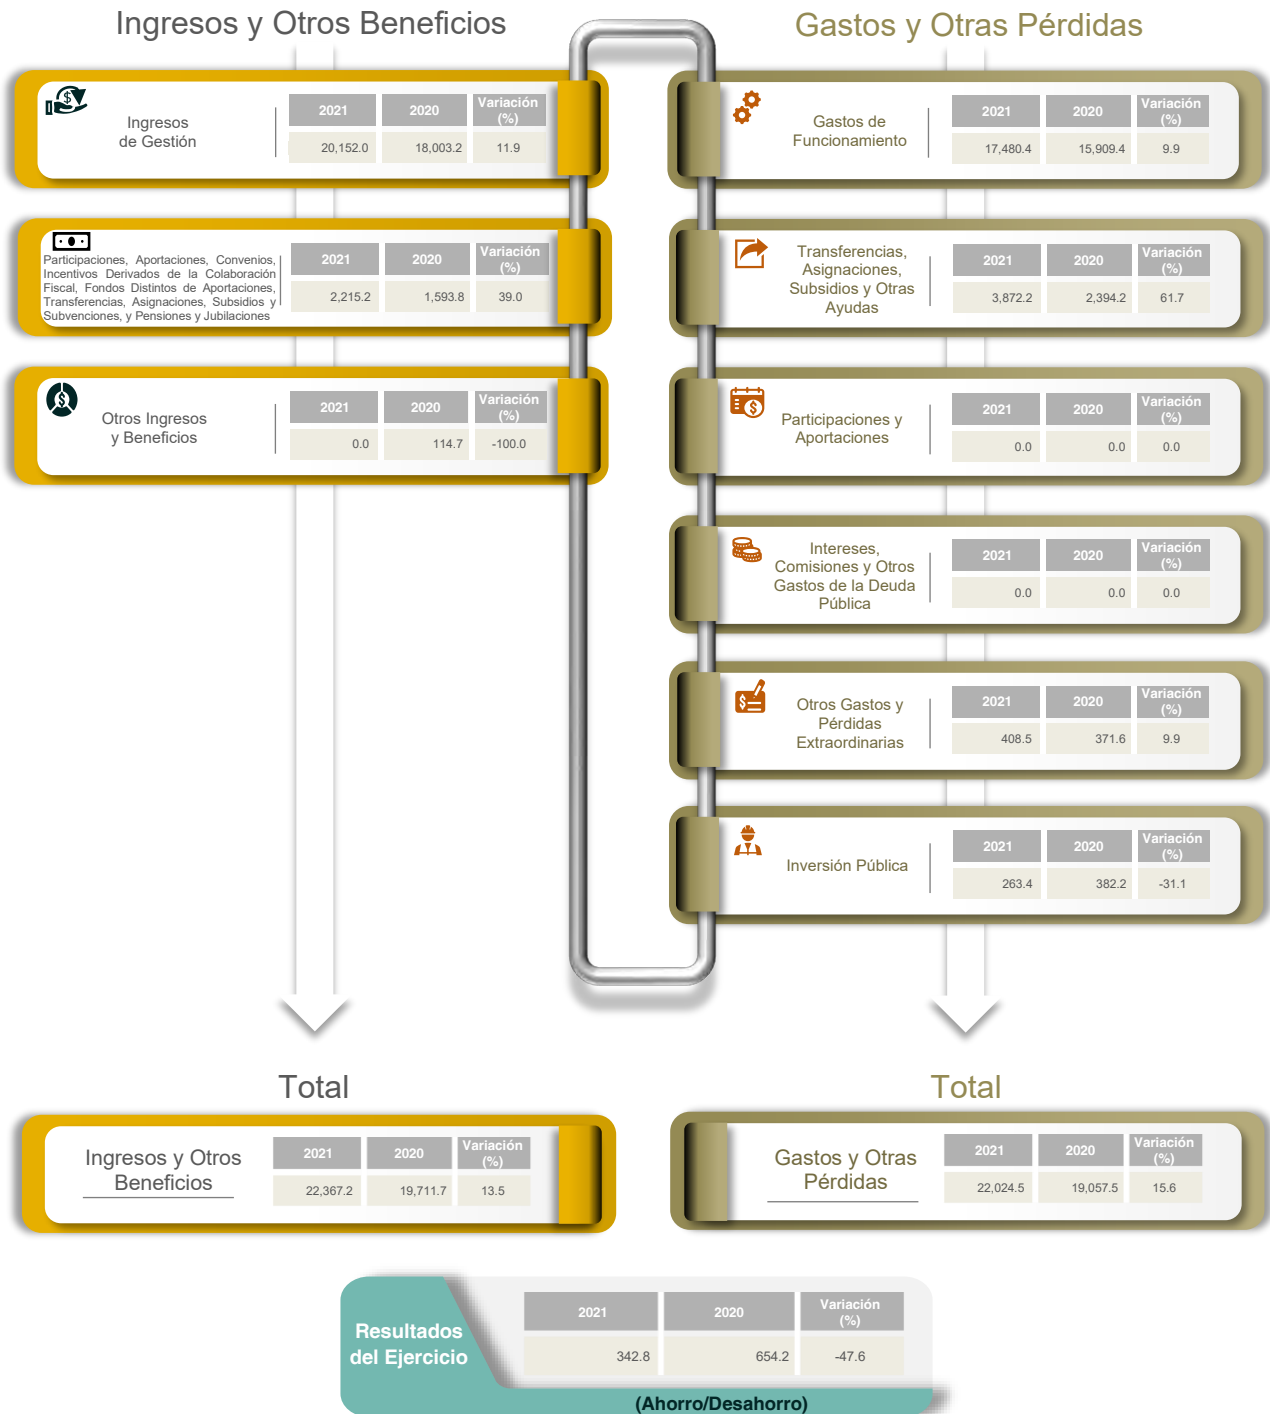 Ingresos y Otros Beneficios
Ingresos
de Gestión
2021 2020 Variación
(%)
20,152.0 18,003.2 11.9
Participaciones, Aportaciones, Convenios,
Incentivos Derivados de la Colaboración
Fiscal, Fondos Distintos de Aportaciones,
Transferencias, Asignaciones, Subsidios y
Subvenciones, y Pensiones y Jubilaciones
2021 2020 Variación
(%)
2,215.2 1,593.8 39.0
Otros Ingresos
y Beneficios
2021 2020 Variación
(%)
0.0 114.7 -100.0
Gastos y Otras Pérdidas
Gastos de
Funcionamiento
2021 2020 Variación
(%)
17,480.4 15,909.4 9.9
Transferencias,
Asignaciones,
Subsidios y Otras
Ayudas
2021 2020 Variación
(%)
3,872.2 2,394.2 61.7
Participaciones y
Aportaciones
2021 2020 Variación
(%)
0.0 0.0 0.0
Intereses,
Comisiones y Otros
Gastos de la Deuda
Pública
2021 2020 Variación
(%)
0.0 0.0 0.0
Otros Gastos y
Pérdidas
Extraordinarias
2021 2020 Variación
(%)
408.5 371.6 9.9
Inversión Pública
2021 2020 Variación
(%)
263.4 382.2 -31.1
Total
Ingresos y Otros
Beneficios
2021 2020 Variación
(%)
22,367.2 19,711.7 13.5
Total
Gastos y Otras
Pérdidas
2021 2020 Variación
(%)
22,024.5 19,057.5 15.6
Resultados
del Ejercicio
2021 2020 Variación
(%)
342.8 654.2 -47.6
(Ahorro/Desahorro)